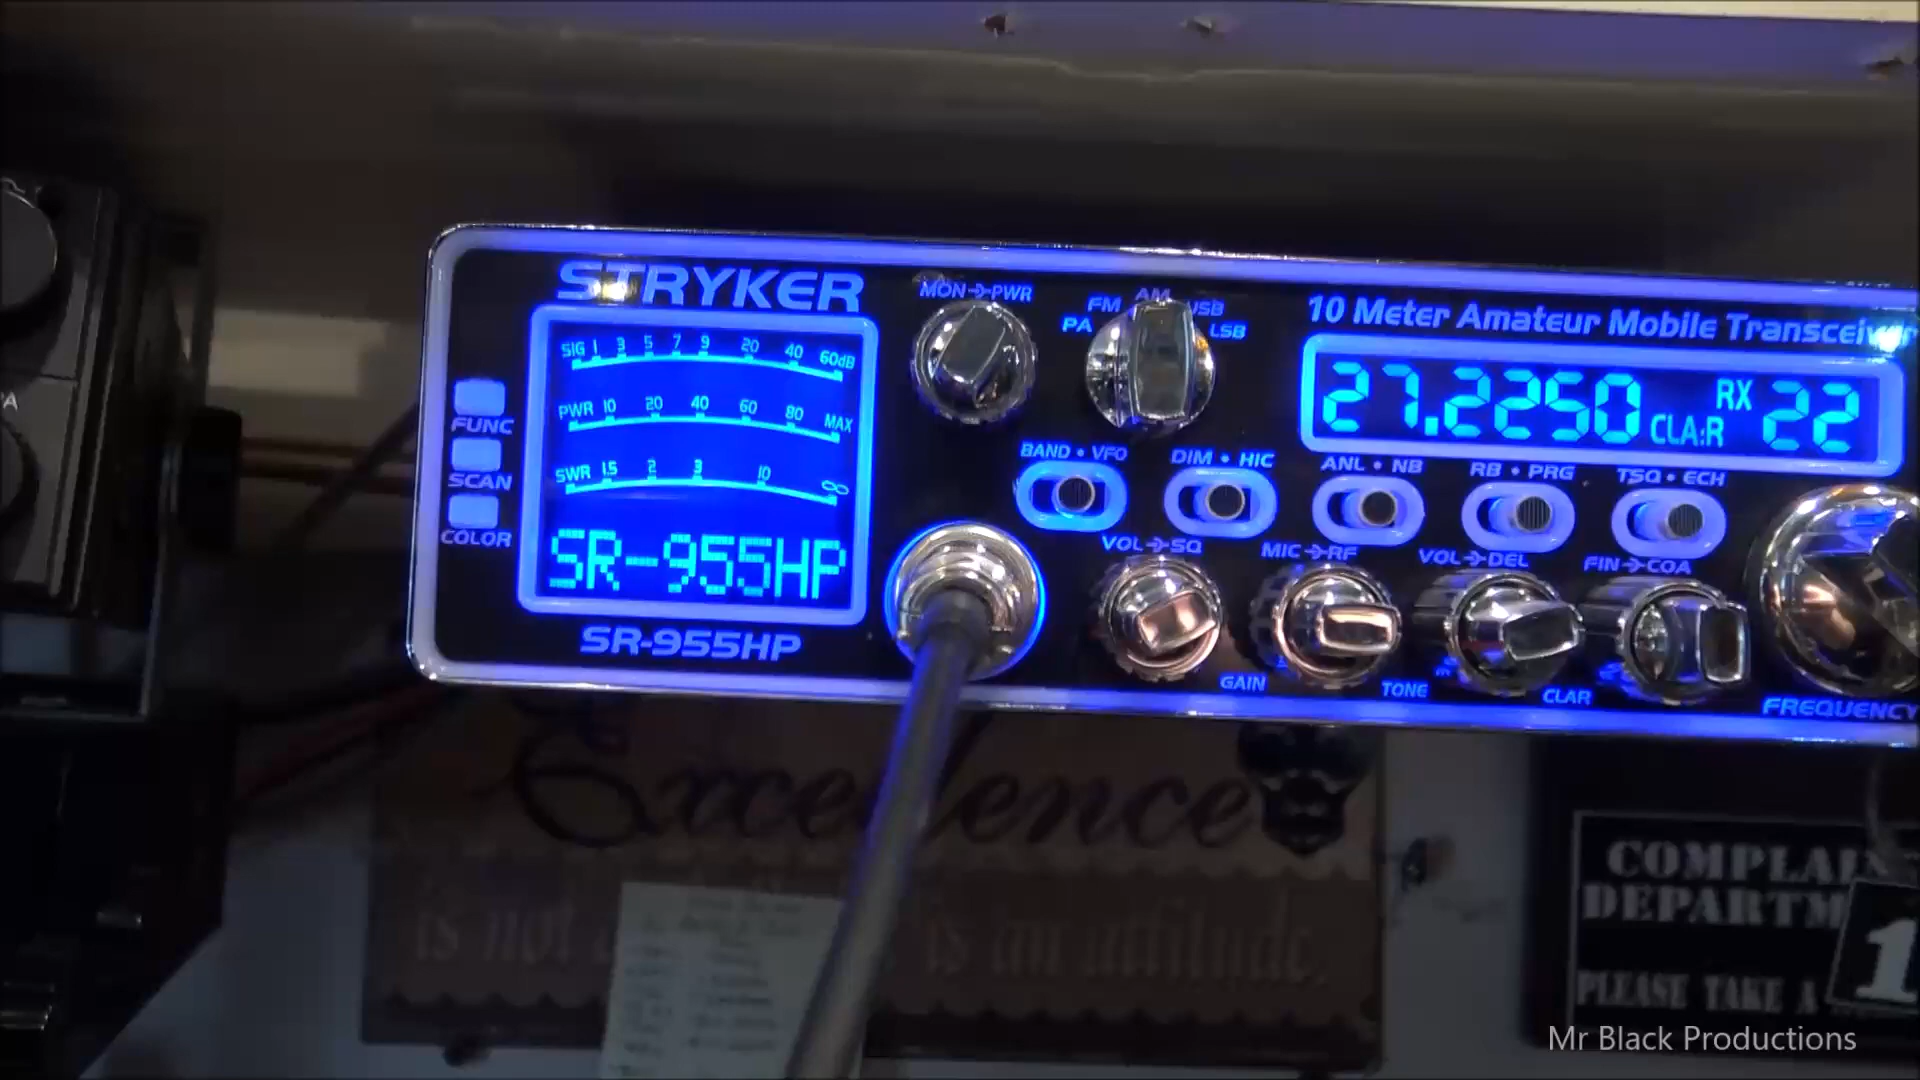 STRYKER
SIG 1 3 5 7 9 20 40 60dB
PWR 10 20 40 60 80 MAX
SWR 1.5 2 3 10 ∞
SR-955HP
SR-955HP
FUNC
SCAN
COLOR
MON→PWR
PA FM AM USB LSB
10 Meter Amateur Mobile Transceiver
27.2250 CLA:R RX 22
BAND • VFO
DIM • HIC
ANL • NB
RB • PRG
TSQ • ECH
VOL→SQ
MIC→RF
VOL→DEL
FIN→COA
GAIN
TONE
CLAR
FREQUENCY
Excellence
is not is an attitude.
COMPLAIN
DEPARTM
PLEASE TAKE A
1
A
Mr Black Productions